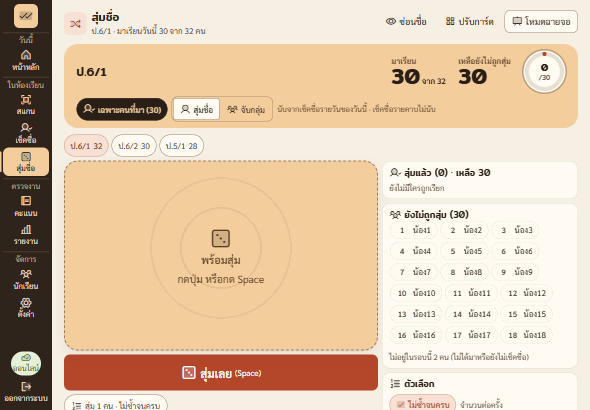 วันนี้
หน้าหลัก
ในห้องเรียน
สแกน
เช็คชื่อ
สุ่มชื่อ
ตรวจงาน
คะแนน
รายงาน
จัดการ
นักเรียน
ตั้งค่า
ออนไลน์
ออกจากระบบ
สุ่มชื่อ
ป.6/1 · มาเรียนวันนี้ 30 จาก 32 คน
ซ่อนชื่อ
ปรับการ์ด
โหมดฉายจอ
ป.6/1
มาเรียน
30 จาก 32
เหลือยังไม่ถูกสุ่ม
30
0
/30
เฉพาะคนที่มา (30)
สุ่มชื่อ
จับกลุ่ม
นับจากเช็คชื่อรายวันของวันนี้ · เช็คชื่อรายคาบไม่นับ
ป.6/1 32
ป.6/2 30
ป.5/1 28
พร้อมสุ่ม
กดปุ่ม หรือกด Space
สุ่มเลย (Space)
สุ่ม 1 คน · ไม่ซ้ำจนครบ
สุ่มแล้ว (0) · เหลือ 30
ยังไม่มีใครถูกเรียก
ยังไม่ถูกสุ่ม (30)
1 น้อง1 2 น้อง2 3 น้อง3
4 น้อง4 5 น้อง5 6 น้อง6
7 น้อง7 8 น้อง8 9 น้อง9
10 น้อง10 11 น้อง11 12 น้อง12
13 น้อง13 14 น้อง14 15 น้อง15
16 น้อง16 17 น้อง17 18 น้อง18
ไม่อยู่ในรอบนี้ 2 คน (ไม่ได้มาหรือยังไม่เช็คชื่อ)
ตัวเลือก
ไม่ซ้ำจนครบ
จำนวนต่อครั้ง